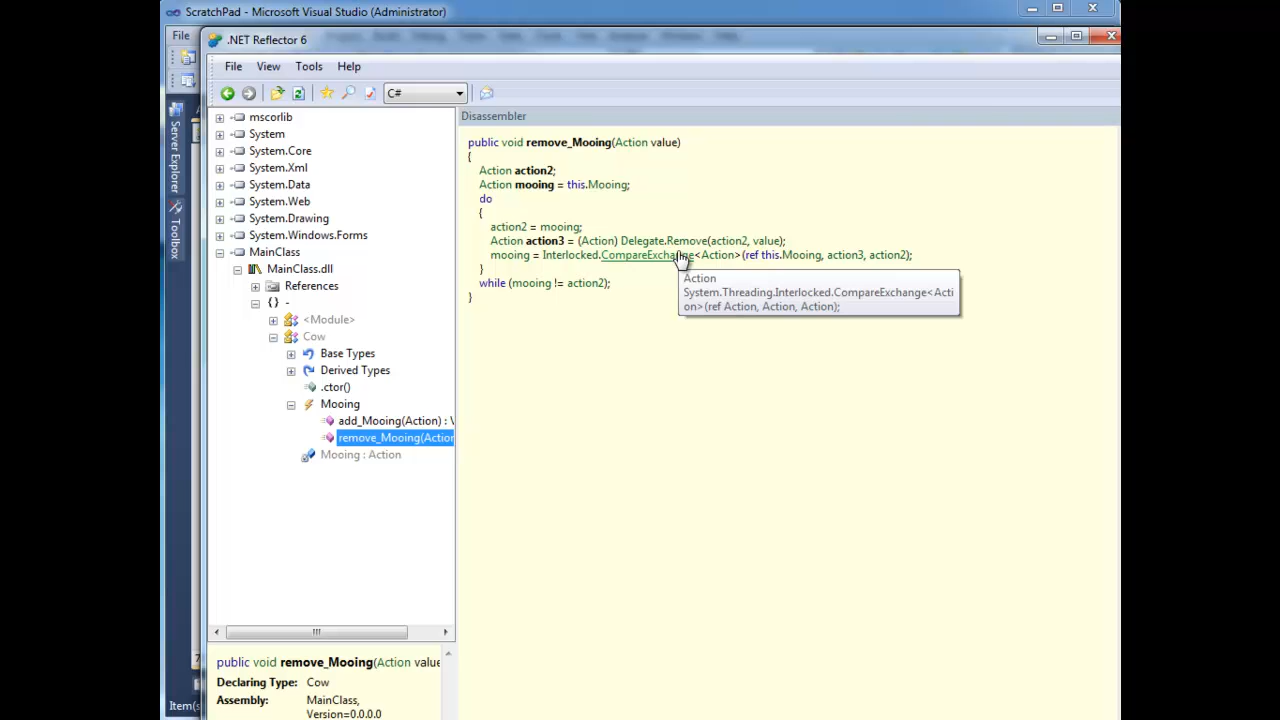 ScratchPad - Microsoft Visual Studio (Administrator)
File
.NET Reflector 6
File View Tools Help
C#
Server Explorer
Toolbox
mscorlib
System
System.Core
System.Xml
System.Data
System.Web
System.Drawing
System.Windows.Forms
MainClass
MainClass.dll
References
{ } -
<Module>
Cow
Base Types
Derived Types
.ctor()
Mooing
add_Mooing(Action) : V
remove_Mooing(Action
Mooing : Action
public void remove_Mooing(Action value
Declaring Type: Cow
Assembly: MainClass,
Version=0.0.0.0
Item(s
Disassembler
public void remove_Mooing(Action value)
{
Action action2;
Action mooing = this.Mooing;
do
{
action2 = mooing;
Action action3 = (Action) Delegate.Remove(action2, value);
mooing = Interlocked.CompareExchange<Action>(ref this.Mooing, action3, action2);
}
while (mooing != action2);
}
Action
System.Threading.Interlocked.CompareExchange<Acti
on>(ref Action, Action, Action);